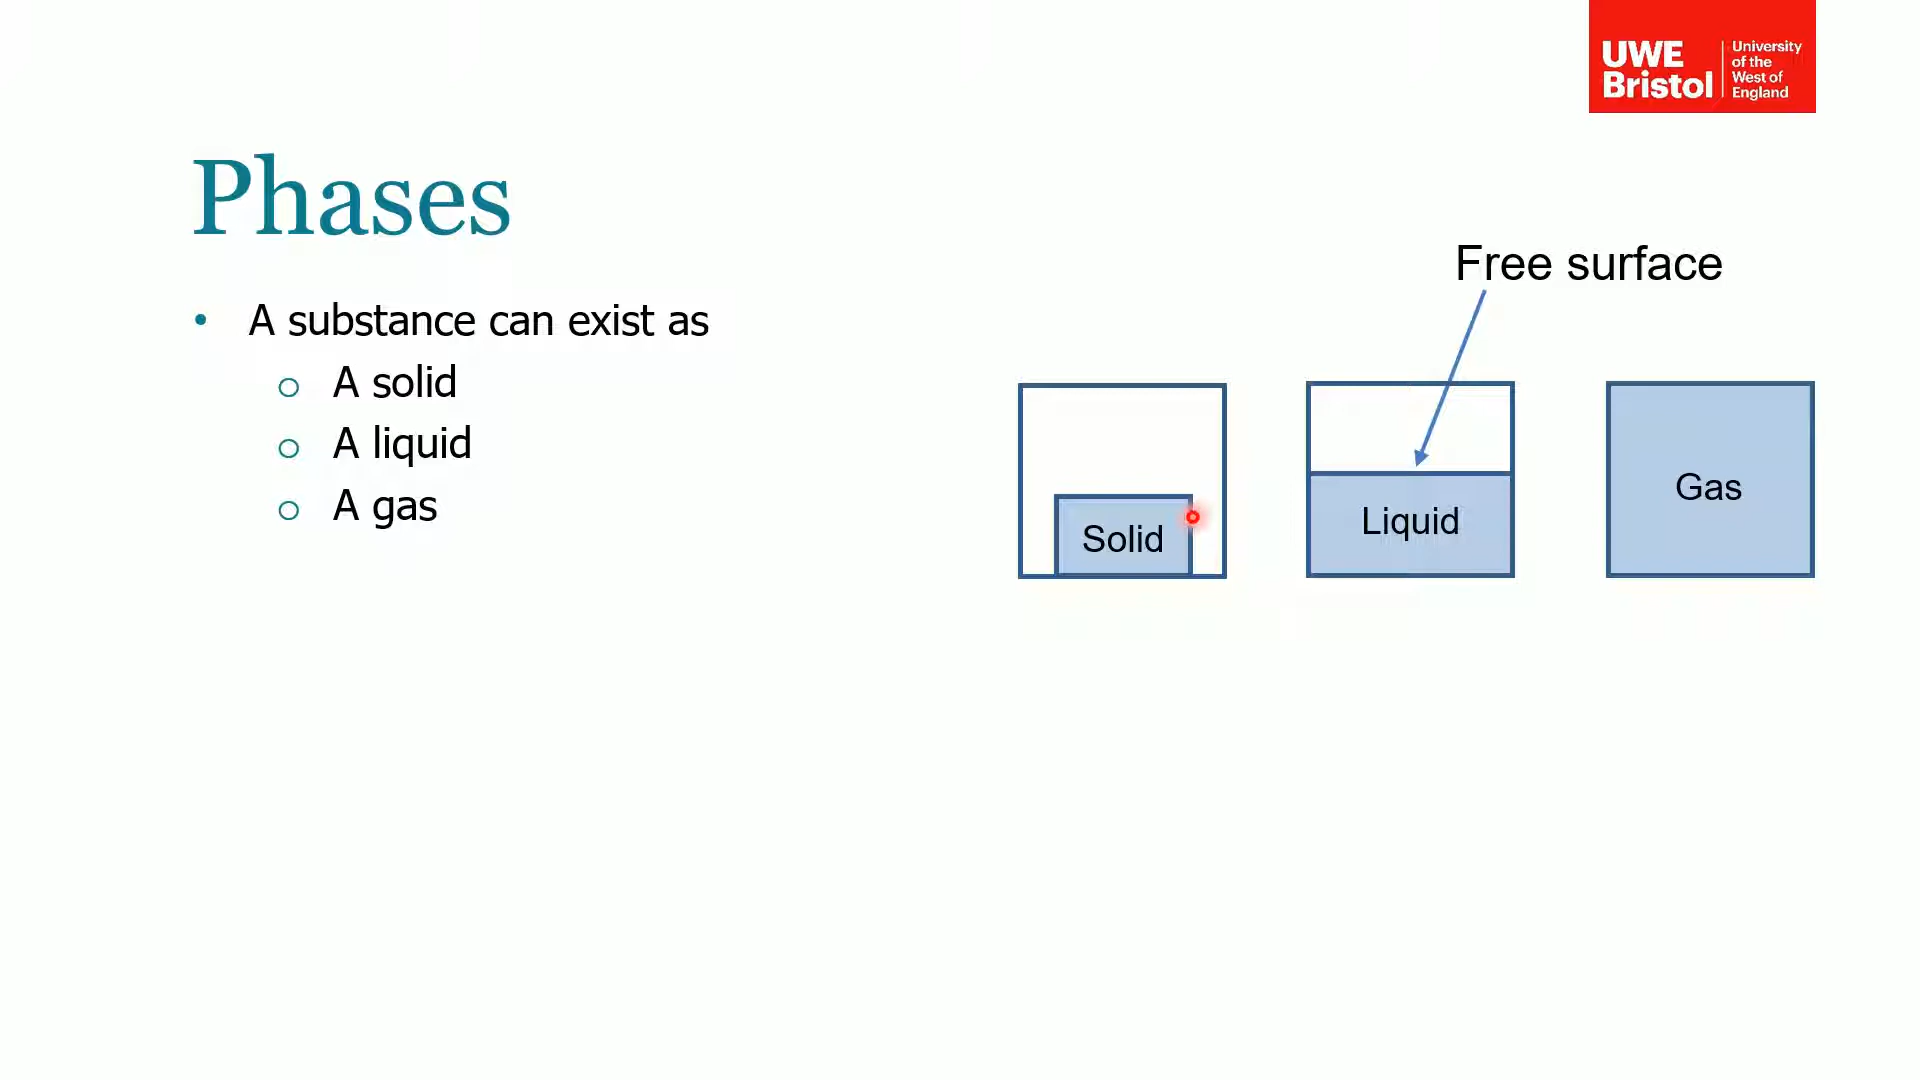 UWE
Bristol
University
of the
West of
England
Phases
Free surface
• A substance can exist as
o A solid
o A liquid
o A gas
Solid
Liquid
Gas